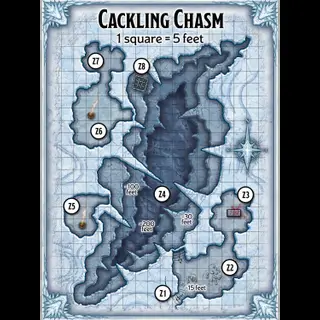 CACKLING CHASM
1 square = 5 feet
Z7
Z8
Z6
100 feet
Z4
Z3
Z5
30 feet
200 feet
Z2
15 feet
Z1